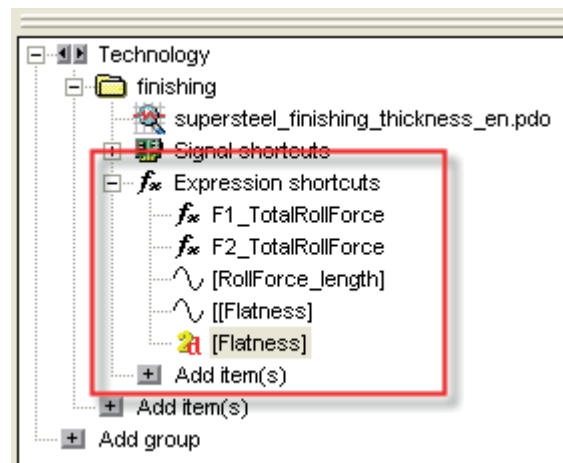 Technology
finishing
supersteel_finishing_thickness_en.pdo
Signal shortcuts
Expression shortcuts
F1_TotalRollForce
F2_TotalRollForce
[RollForce_length]
[[Flatness]
[Flatness]
Add item(s)
Add item(s)
Add group